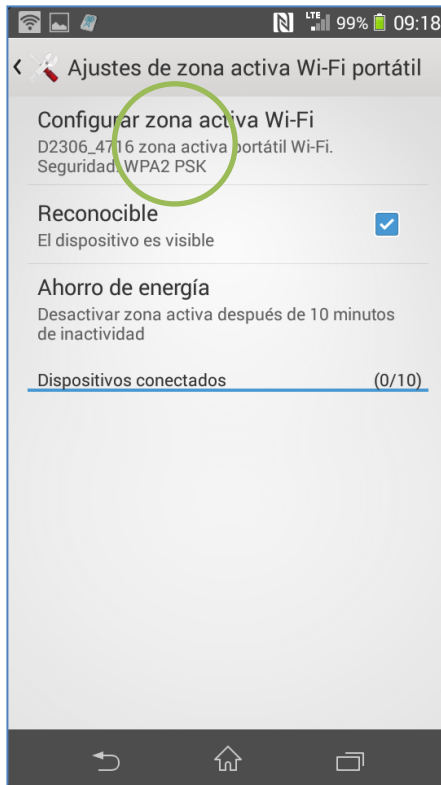 LTE 99% 09:18
Ajustes de zona activa Wi-Fi portátil
Configurar zona activa Wi-Fi
D2306_4716 zona activa portátil Wi-Fi.
Seguridad: WPA2 PSK
Reconocible
El dispositivo es visible
Ahorro de energía
Desactivar zona activa después de 10 minutos
de inactividad
Dispositivos conectados (0/10)